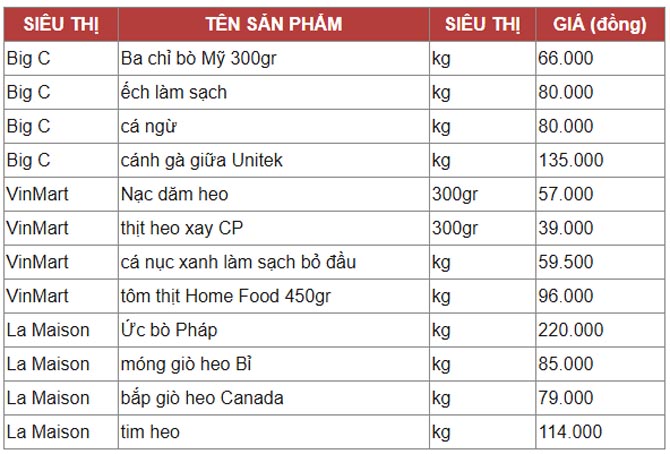 SIÊU THỊ TÊN SẢN PHẨM SIÊU THỊ GIÁ (đồng)
Big C Ba chỉ bò Mỹ 300gr kg 66.000
Big C ếch làm sạch kg 80.000
Big C cá ngừ kg 80.000
Big C cánh gà giữa Unitek kg 135.000
VinMart Nạc dăm heo 300gr 57.000
VinMart thịt heo xay CP 300gr 39.000
VinMart cá nục xanh làm sạch bỏ đầu kg 59.500
VinMart tôm thịt Home Food 450gr kg 96.000
La Maison Ức bò Pháp kg 220.000
La Maison móng giò heo Bỉ kg 85.000
La Maison bắp giò heo Canada kg 79.000
La Maison tim heo kg 114.000